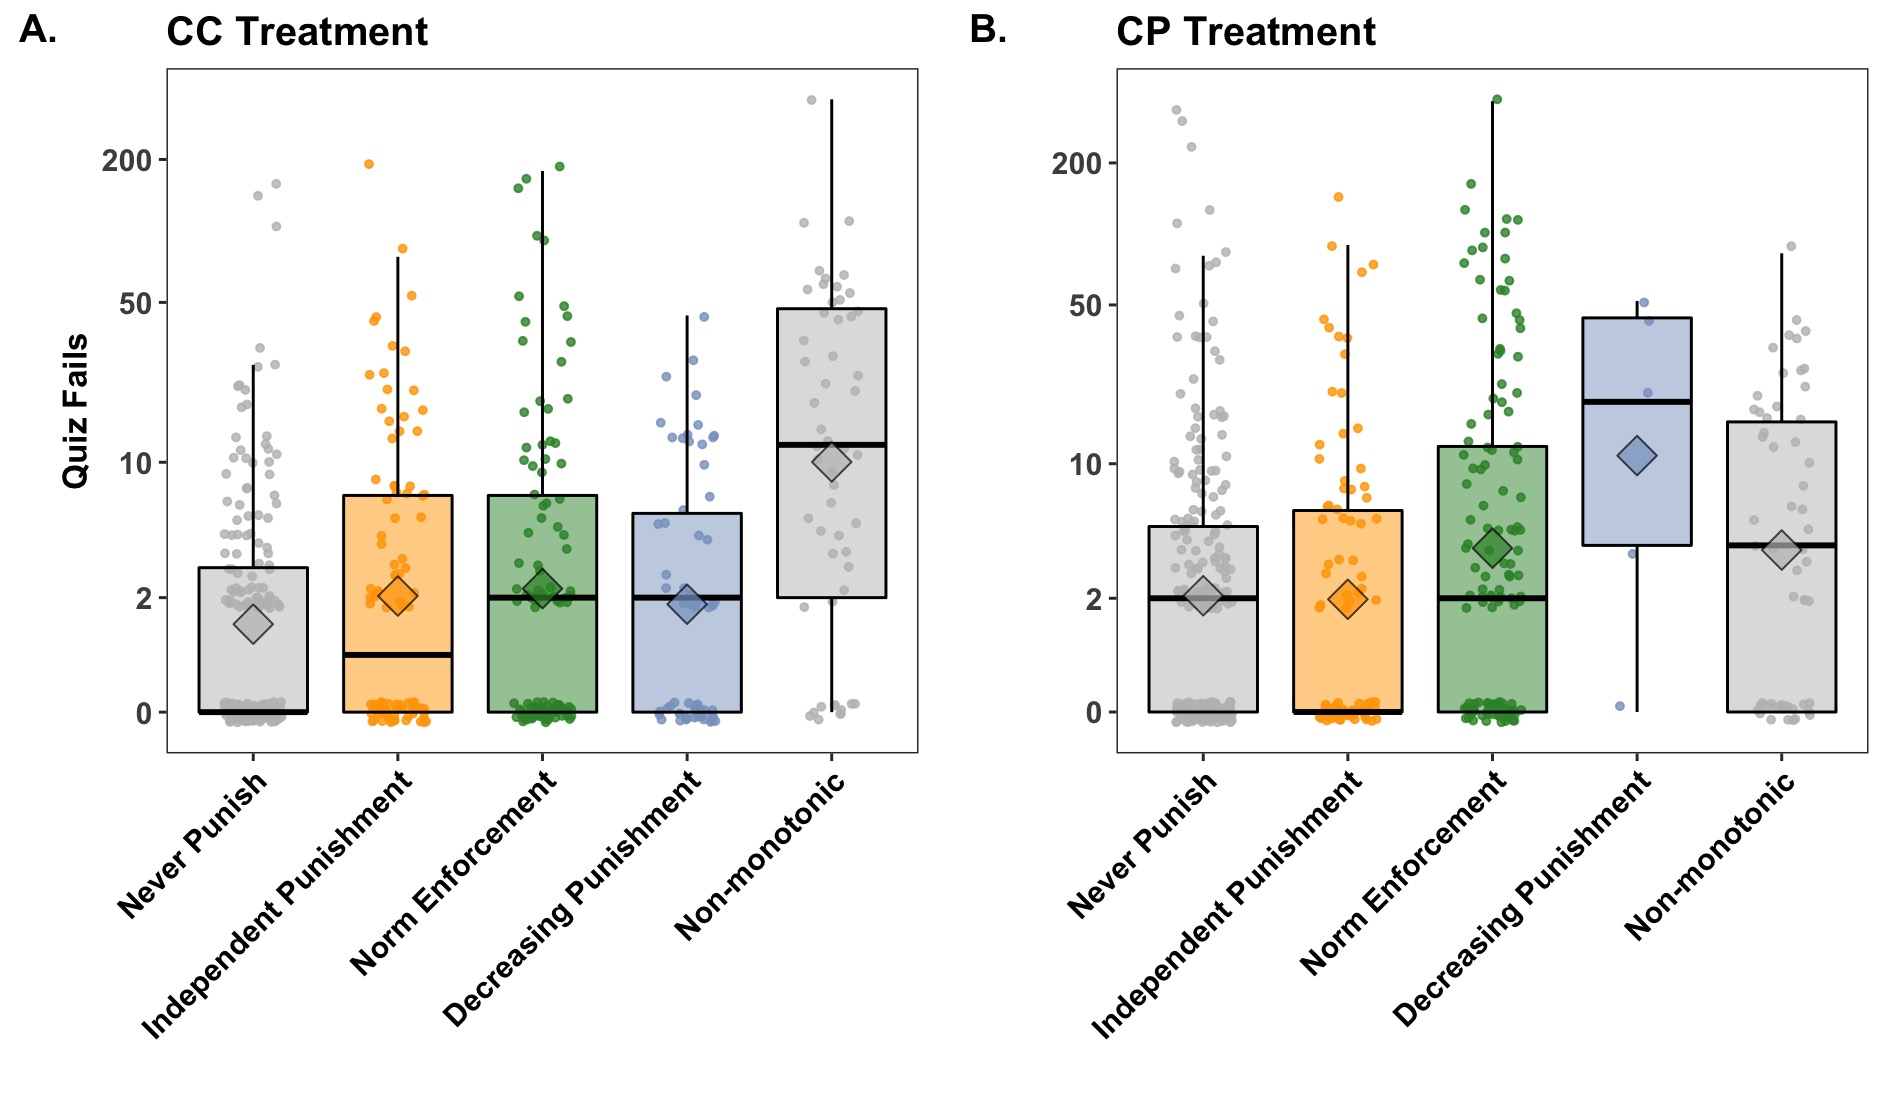 A. CC Treatment
Quiz Fails
200
50
10
2
0
Never Punish
Independent Punishment
Norm Enforcement
Decreasing Punishment
Non-monotonic
B. CP Treatment
200
50
10
2
0
Never Punish
Independent Punishment
Norm Enforcement
Decreasing Punishment
Non-monotonic